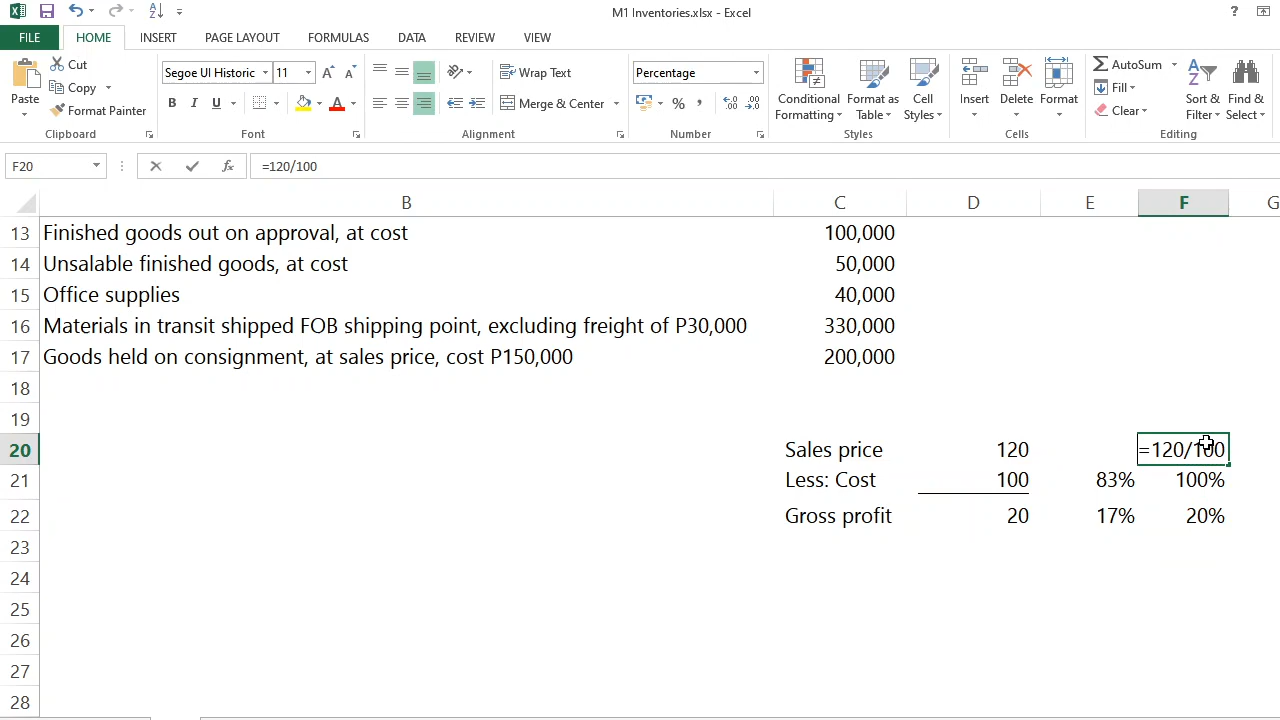 M1 Inventories.xlsx - Excel
?
FILE HOME INSERT PAGE LAYOUT FORMULAS DATA REVIEW VIEW
Paste
Cut
Copy
Format Painter
Clipboard
Segoe UI Historic 11 A A
B I U A
Font
Wrap Text
Merge & Center
Alignment
Percentage
% ,
Number
Conditional Formatting
Format as Table
Cell Styles
Styles
Insert
Delete
Format
Cells
AutoSum
Fill
Clear
Sort & Filter
Find & Select
Editing
F20 fx =120/100
B C D E F G
13 Finished goods out on approval, at cost 100,000
14 Unsalable finished goods, at cost 50,000
15 Office supplies 40,000
16 Materials in transit shipped FOB shipping point, excluding freight of P30,000 330,000
17 Goods held on consignment, at sales price, cost P150,000 200,000
18
19
20 Sales price 120 =120/100
21 Less: Cost 100 83% 100%
22 Gross profit 20 17% 20%
23
24
25
26
27
28